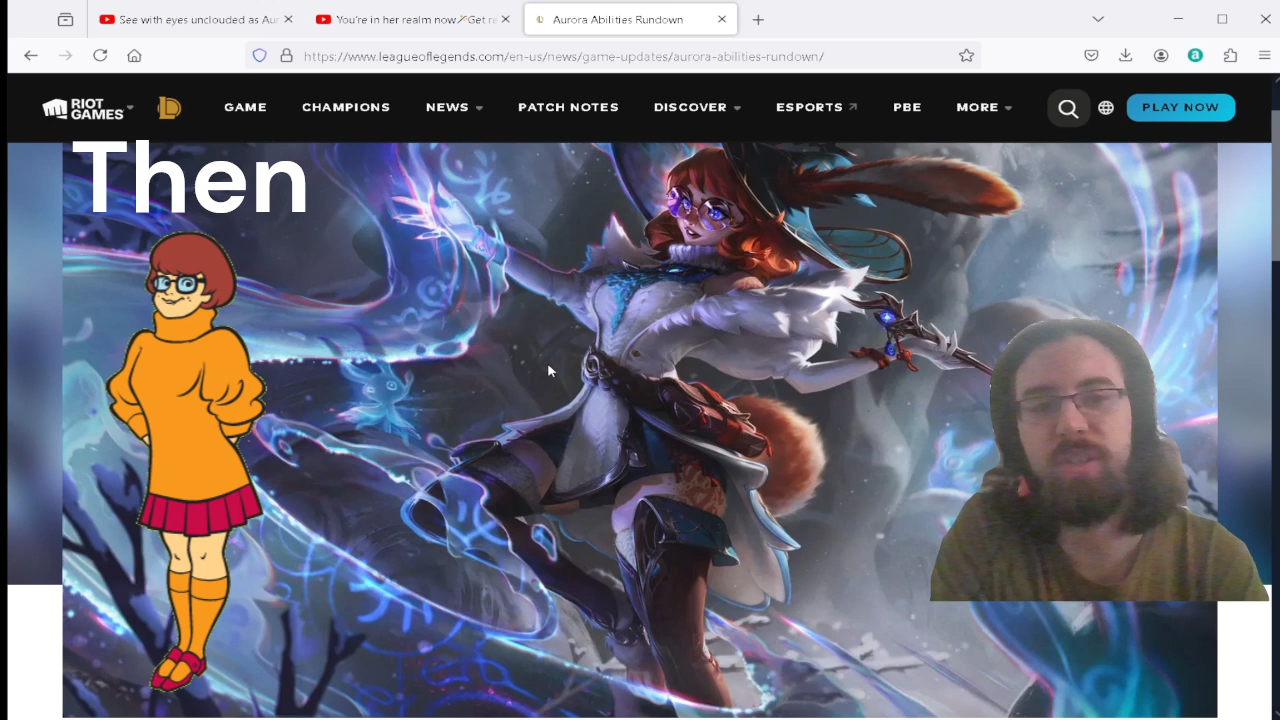 See with eyes unclouded as Aur
You're in her realm now Get re
Aurora Abilities Rundown
https://www.leagueoflegends.com/en-us/news/game-updates/aurora-abilities-rundown/
RIOT GAMES
GAME
CHAMPIONS
NEWS
PATCH NOTES
DISCOVER
ESPORTS
PBE
MORE
PLAY NOW
Then